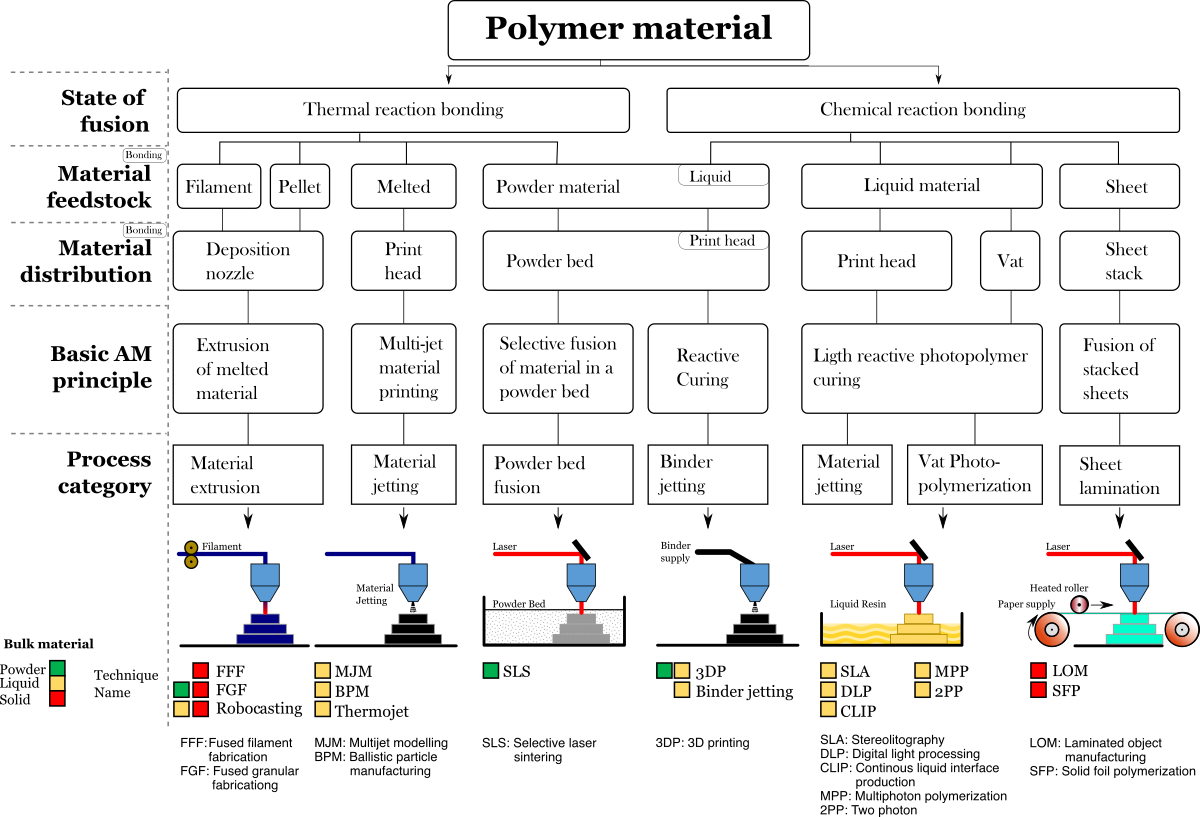 Polymer material
State of
fusion
Thermal reaction bonding
Chemical reaction bonding
Bonding
Material
feedstock
Filament
Pellet
Melted
Powder material
Liquid
Liquid material
Sheet
Bonding
Material
distribution
Deposition
nozzle
Print
head
Powder bed
Print head
Print head
Vat
Sheet
stack
Basic AM
principle
Extrusion
of melted
material
Multi-jet
material
printing
Selective fusion
of material in a
powder bed
Reactive
Curing
Ligth reactive photopolymer
curing
Fusion of
stacked
sheets
Process
category
Material
extrusion
Material
jetting
Powder bed
fusion
Binder
jetting
Material
jetting
Vat Photo-
polymerization
Sheet
lamination
Filament
Material
Jetting
Laser
Powder Bed
Binder
supply
Laser
Liquid Resin
Laser
Heated roller
Paper supply
Bulk material
Powder
Liquid
Solid
Technique
Name
FFF
FGF
Robocasting
MJM
BPM
Thermojet
SLS
3DP
Binder jetting
SLA
DLP
CLIP
MPP
2PP
LOM
SFP
FFF:Fused filament
fabrication
FGF: Fused granular
fabricationg
MJM: Multijet modelling
BPM: Ballistic particle
manufacturing
SLS: Selective laser
sintering
3DP: 3D printing
SLA: Stereolitography
DLP: Digital light processing
CLIP: Continous liquid interface
production
MPP: Multiphoton polymerization
2PP: Two photon
LOM: Laminated object
manufacturing
SFP: Solid foil polymerization